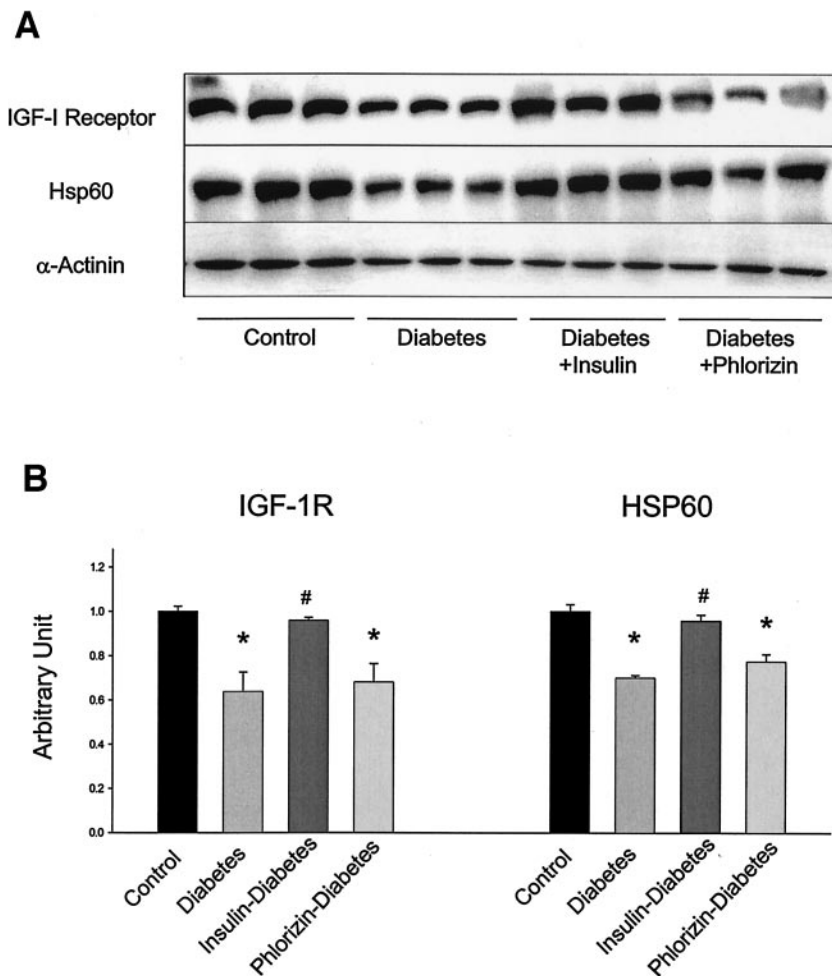 A
IGF-I Receptor
Hsp60
α-Actinin
Control Diabetes Diabetes Diabetes
+Insulin +Phlorizin
B
IGF-1R HSP60
Arbitrary Unit
1.2
1.0
0.8
0.6
0.4
0.2
0.0
# # * * * *
Control Diabetes Insulin-Diabetes Phlorizin-Diabetes Control Diabetes Insulin-Diabetes Phlorizin-Diabetes